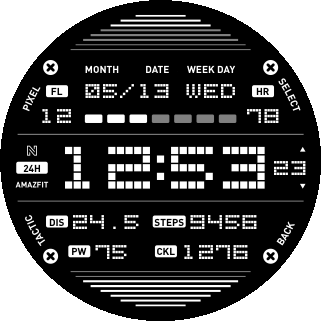 MONTH DATE WEEK DAY
PIXEL FL 05/13 WED HR SELECT
12 78
N
24H 12:53 23
AMAZFIT
TACTIC DIS 24.5 STEPS 9456 BACK
PW 75 CKL 1276